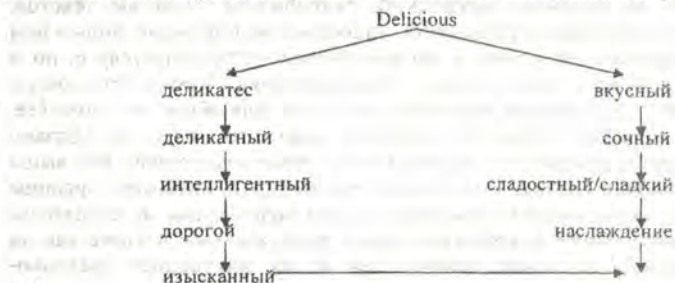 Delicious
деликатес вкусный
деликатный сочный
интеллигентный сладостный/сладкий
дорогой наслаждение
изысканный